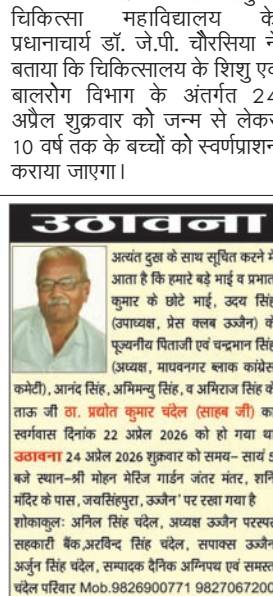 चिकित्सा महाविद्यालय के
प्रधानाचार्य डॉ. जे.पी. चौरसिया ने
बताया कि चिकित्सालय के शिशु एवं
बालरोग विभाग के अंतर्गत 24
अप्रैल शुक्रवार को जन्म से लेकर
10 वर्ष तक के बच्चों को स्वर्णप्राशन
कराया जाएगा।
उठावना
अत्यंत दुख के साथ सूचित करने में
आता है कि हमारे बड़े भाई व प्रभात
कुमार के छोटे भाई, उदय सिंह
(उपाध्यक्ष, प्रेस क्लब उज्जैन) के
पूज्यनीय पिताजी एवं चन्द्रभान सिंह
(अध्यक्ष, माधवनगर ब्लाक कांग्रेस
कमेटी), आनंद सिंह, अभिमन्यु सिंह, व अमिराज सिंह के
ताऊ जी ठा. प्रद्योत कुमार चंदेल (साहब जी) का
स्वर्गवास दिनांक 22 अप्रेल 2026 को हो गया था
उठावना 24 अप्रेल 2026 शुक्रवार को समय– सायं 5
बजे स्थान–श्री मोहन मेरिज गार्डन जंतर मंतर, शनि
मंदिर के पास, जयसिंहपुरा, उज्जैन' पर रखा गया है
शोकाकुलः अनिल सिंह चंदेल, अध्यक्ष उज्जैन परस्पर
सहकारी बैंक,अरविन्द सिंह चंदेल, सपाक्स उज्जैन
अर्जुन सिंह चंदेल, सम्पादक दैनिक अग्निपथ एवं समस्त
चंदेल परिवार Mob.9826900771 9827067200